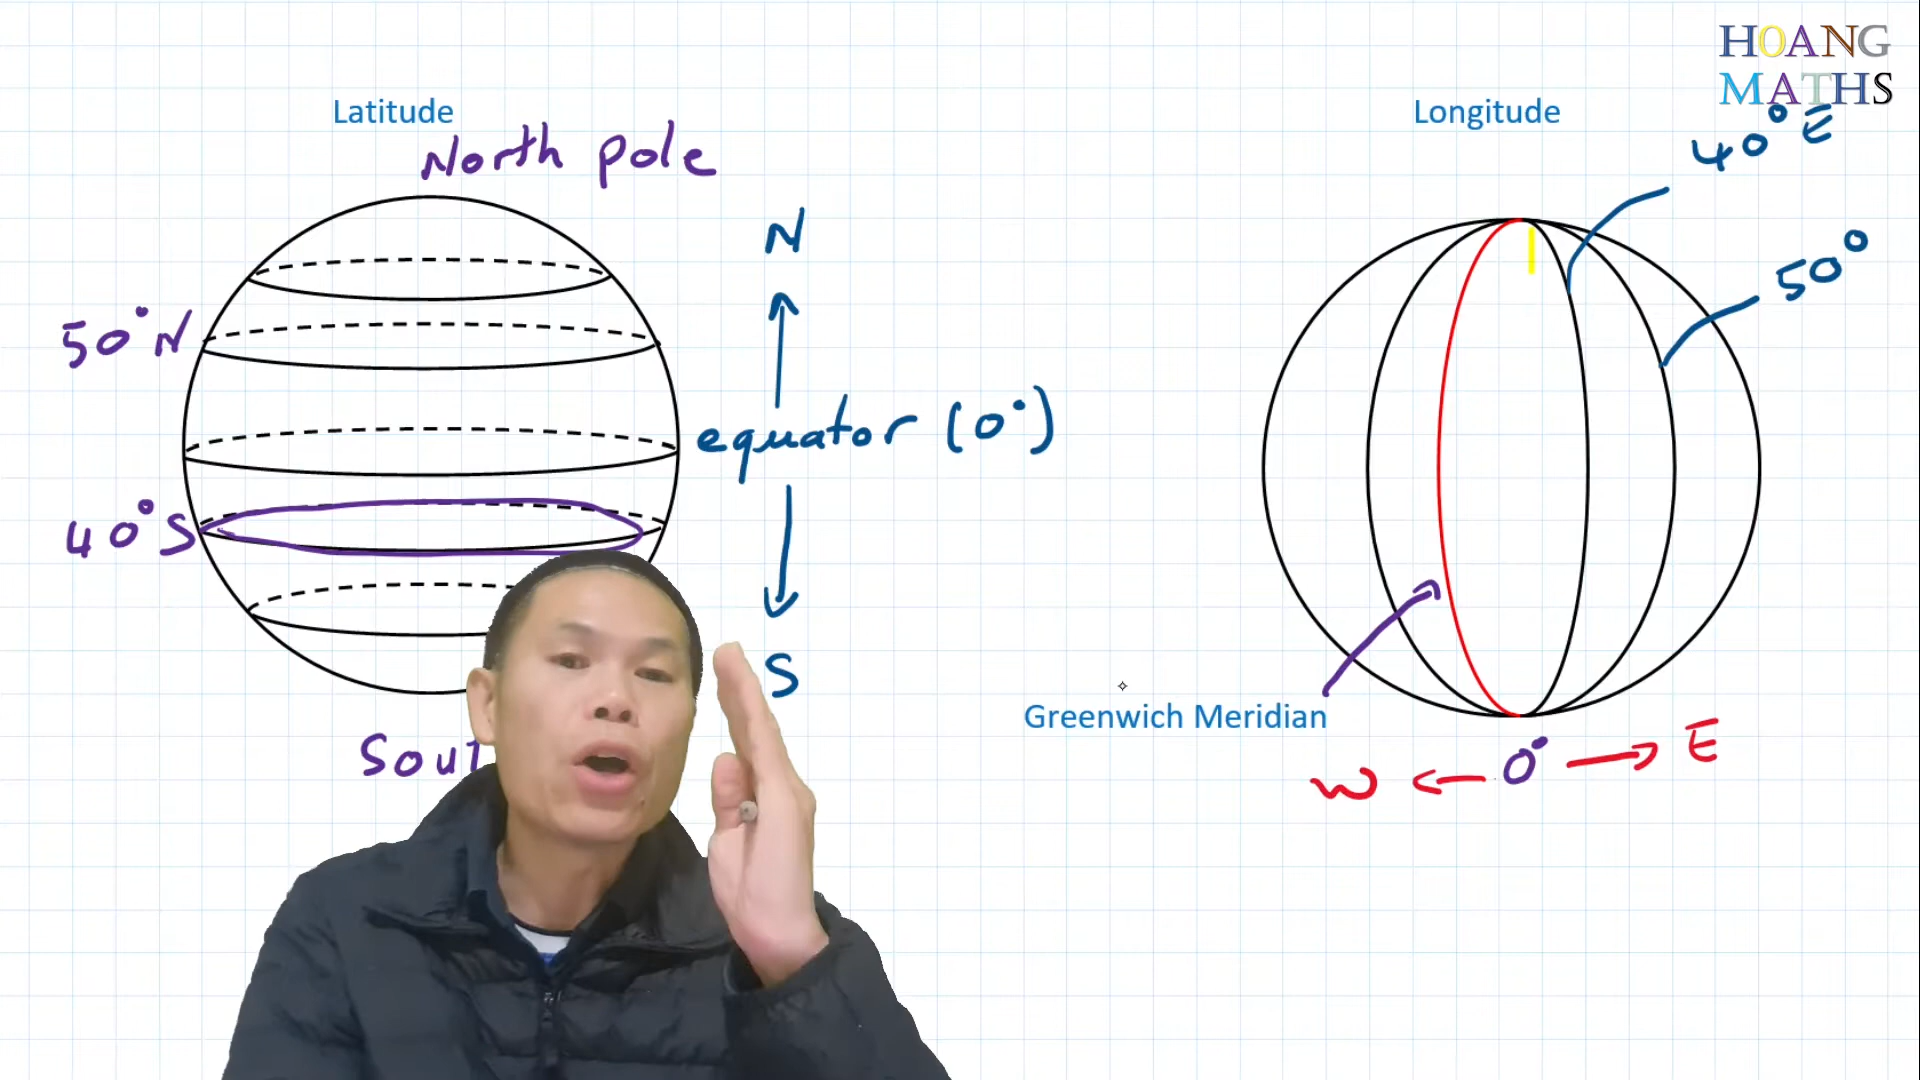 HOANG
MATHS
Latitude
North pole
50°N
40°S
N
equator (0°)
S
Longitude
40°E
50°
Greenwich Meridian
W ← 0° → E